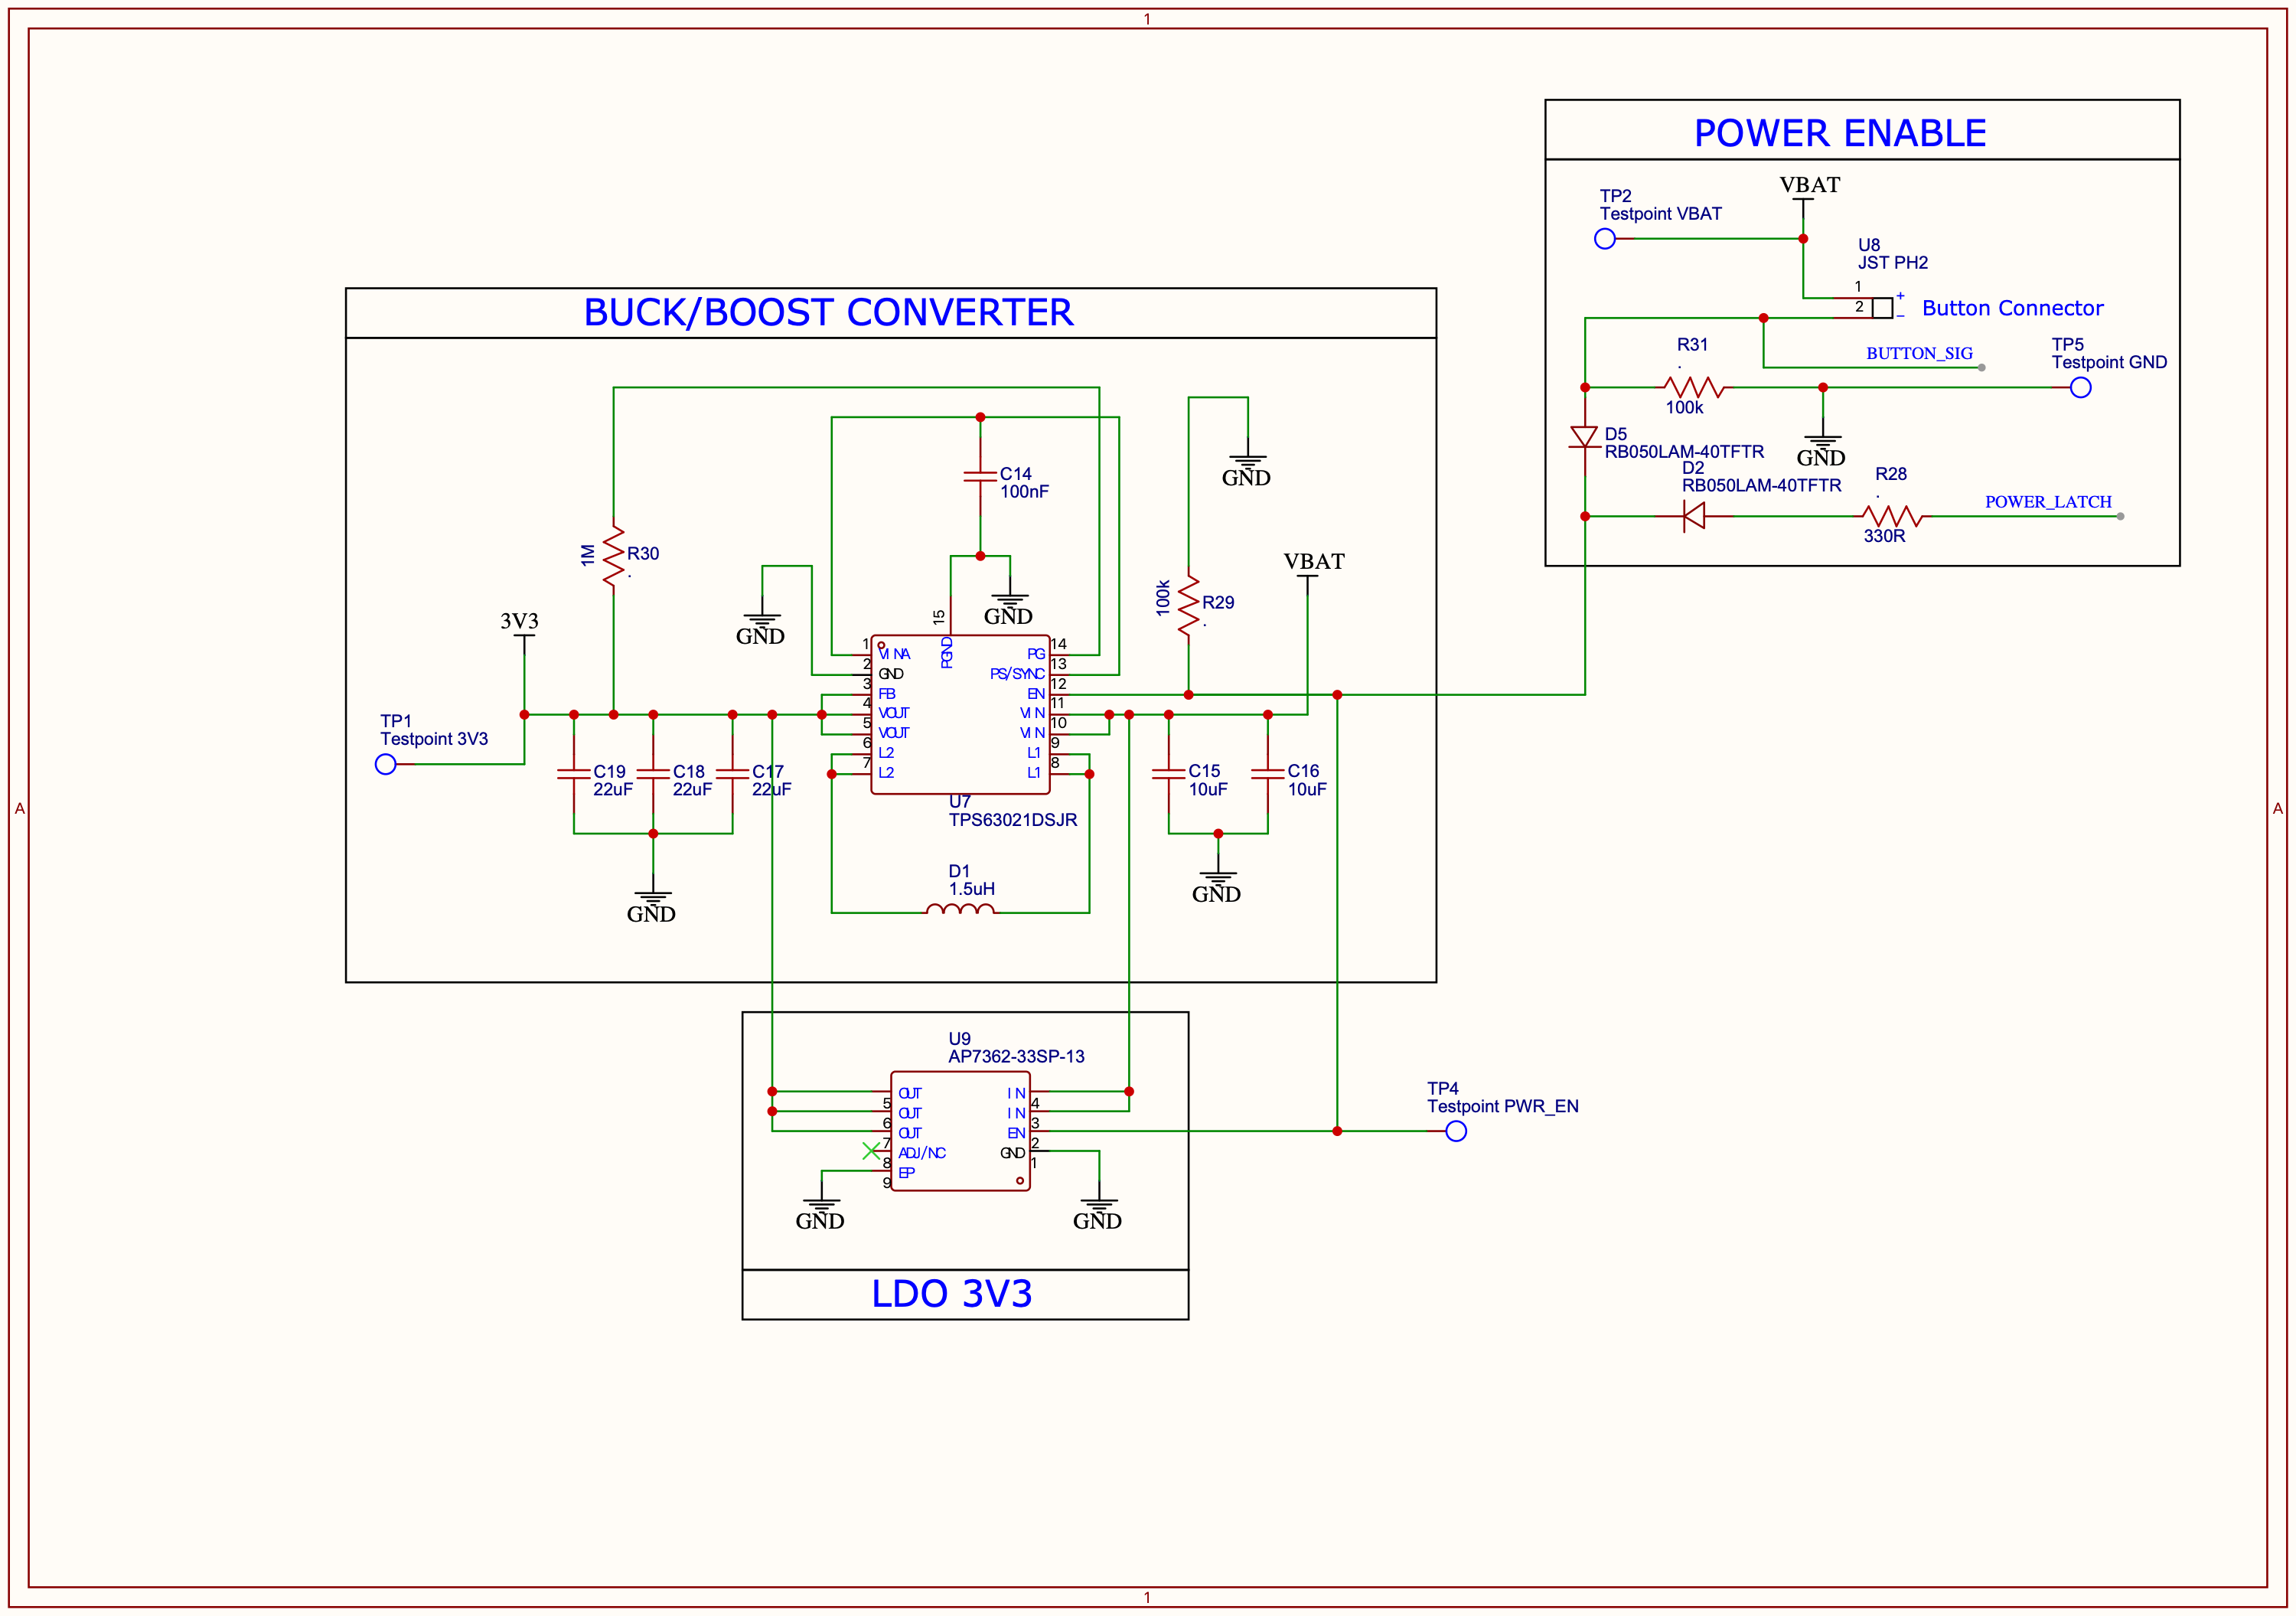 1
POWER ENABLE
VBAT
TP2
Testpoint VBAT
U8
JST PH2
1
2
+
−
Button Connector
BUTTON_SIG
R31
.
100k
TP5
Testpoint GND
GND
D5
RB050LAM-40TFTR
D2
RB050LAM-40TFTR
R28
.
330R
POWER_LATCH
BUCK/BOOST CONVERTER
C14
100nF
GND
GND
GND
1M
R30
.
100k
R29
.
VBAT
3V3
TP1
Testpoint 3V3
15
PGND
1
VINA
2
GND
3
FB
4
VOUT
5
VOUT
6
L2
7
L2
14
PG
13
PS/SYNC
12
EN
11
VIN
10
VIN
9
L1
8
L1
U7
TPS63021DSJR
C19
22uF
C18
22uF
C17
22uF
C15
10uF
C16
10uF
GND
GND
D1
1.5uH
U9
AP7362-33SP-13
OUT
5
OUT
6
OUT
7
ADJ/NC
8
EP
9
IN
4
IN
3
EN
2
GND
1
GND
GND
TP4
Testpoint PWR_EN
LDO 3V3
A
A
1